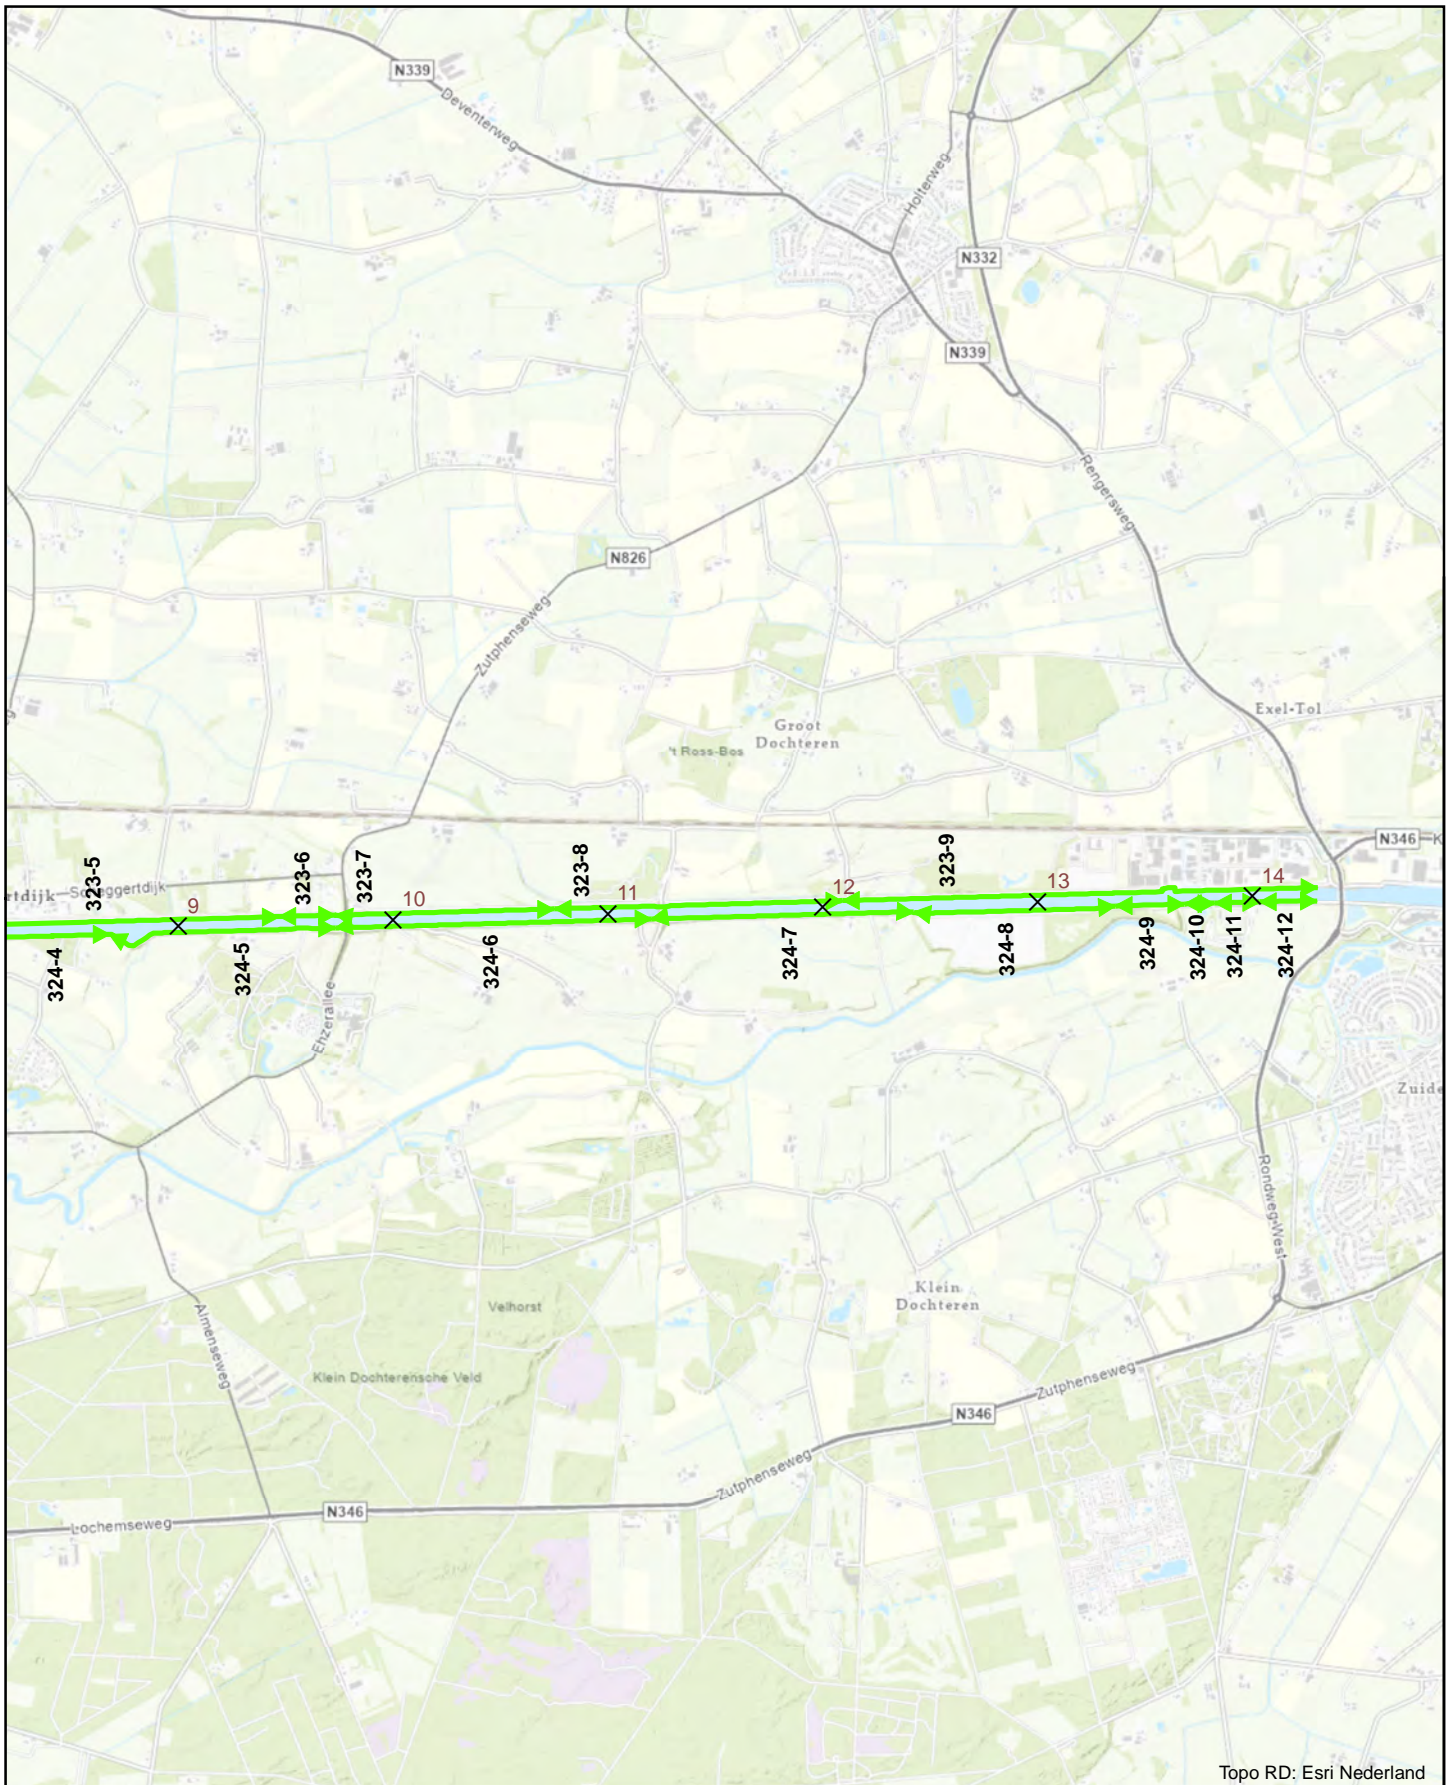 N339
Deventerweg
Holterweg
N332
N339
Rengersweg
N826
Zutphenseweg
Exel-Tol
Groot
Dochteren
't Ross-Bos
N346
K
323-5
323-6
323-7
323-8
323-9
rtdijk
Scheggertdijk
9
10
11
12
13
14
324-4
324-5
324-6
324-7
324-8
324-9
324-10
324-11
324-12
Ehzerallee
Zuide
Rondweg-West
Klein
Dochteren
Velhorst
Almenseweg
Klein Dochterensche Veld
Zutphenseweg
N346
Zutphenseweg
N346
Lochemseweg
Topo RD: Esri Nederland